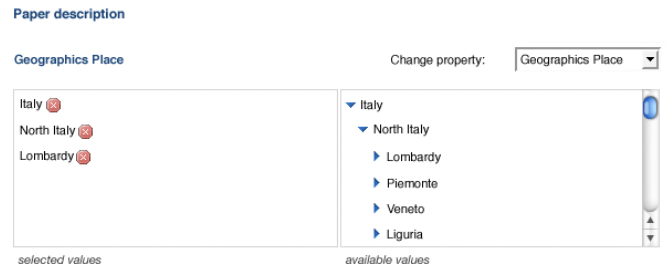 Paper description
Geographics Place
Change property: Geographics Place
Italy
North Italy
Lombardy
Italy
North Italy
Lombardy
Piemonte
Veneto
Liguria
selected values
available values